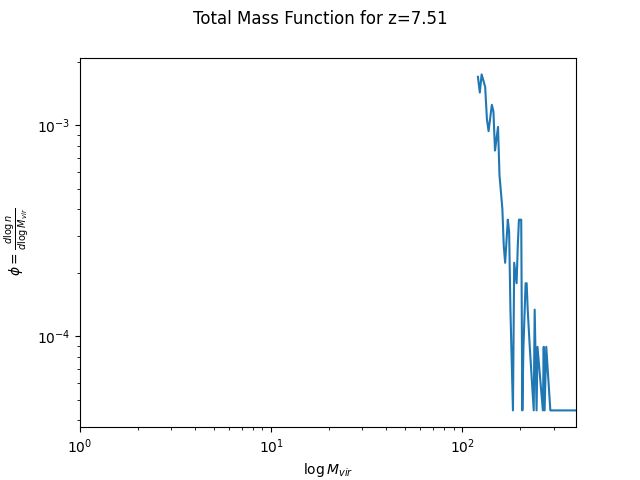 Total Mass Function for z=7.51
10⁻³
10⁻⁴
ϕ = d log n / d log M_vir
10⁰ 10¹ 10²
log M_vir